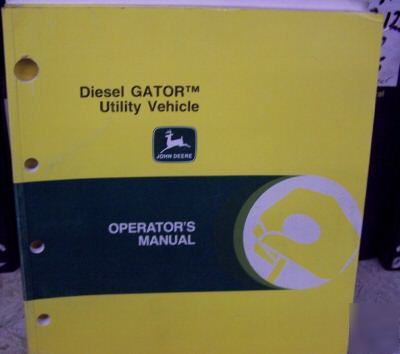 Diesel GATOR™
Utility Vehicle
JOHN DEERE
OPERATOR'S
MANUAL